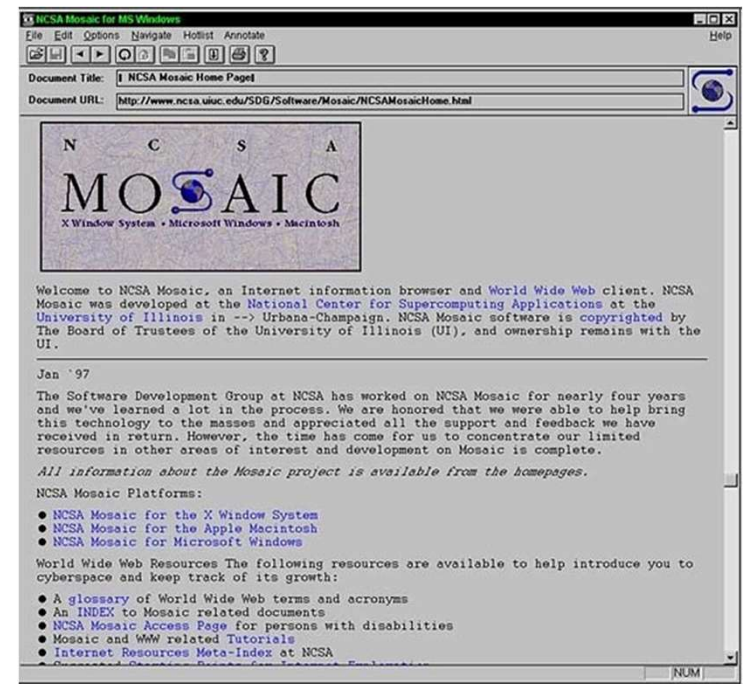 NCSA Mosaic for MS Windows
File Edit Options Navigate Hotlist Annotate Help
Document Title: NCSA Mosaic Home Page
Document URL: http://www.ncsa.uiuc.edu/SDG/Software/Mosaic/NCSAMosaicHome.html
N C S A
MOSAIC
X Window System • Microsoft Windows • Macintosh
Welcome to NCSA Mosaic, an Internet information browser and World Wide Web client. NCSA
Mosaic was developed at the National Center for Supercomputing Applications at the
University of Illinois in --> Urbana-Champaign. NCSA Mosaic software is copyrighted by
The Board of Trustees of the University of Illinois (UI), and ownership remains with the
UI.
Jan `97
The Software Development Group at NCSA has worked on NCSA Mosaic for nearly four years
and we've learned a lot in the process. We are honored that we were able to help bring
this technology to the masses and appreciated all the support and feedback we have
received in return. However, the time has come for us to concentrate our limited
resources in other areas of interest and development on Mosaic is complete.
All information about the Mosaic project is available from the homepages.
NCSA Mosaic Platforms:
● NCSA Mosaic for the X Window System
● NCSA Mosaic for the Apple Macintosh
● NCSA Mosaic for Microsoft Windows
World Wide Web Resources The following resources are available to help introduce you to
cyberspace and keep track of its growth:
● A glossary of World Wide Web terms and acronyms
● An INDEX to Mosaic related documents
● NCSA Mosaic Access Page for persons with disabilities
● Mosaic and WWW related Tutorials
● Internet Resources Meta-Index at NCSA
● Suggested Starting Points for Internet Exploration
NUM